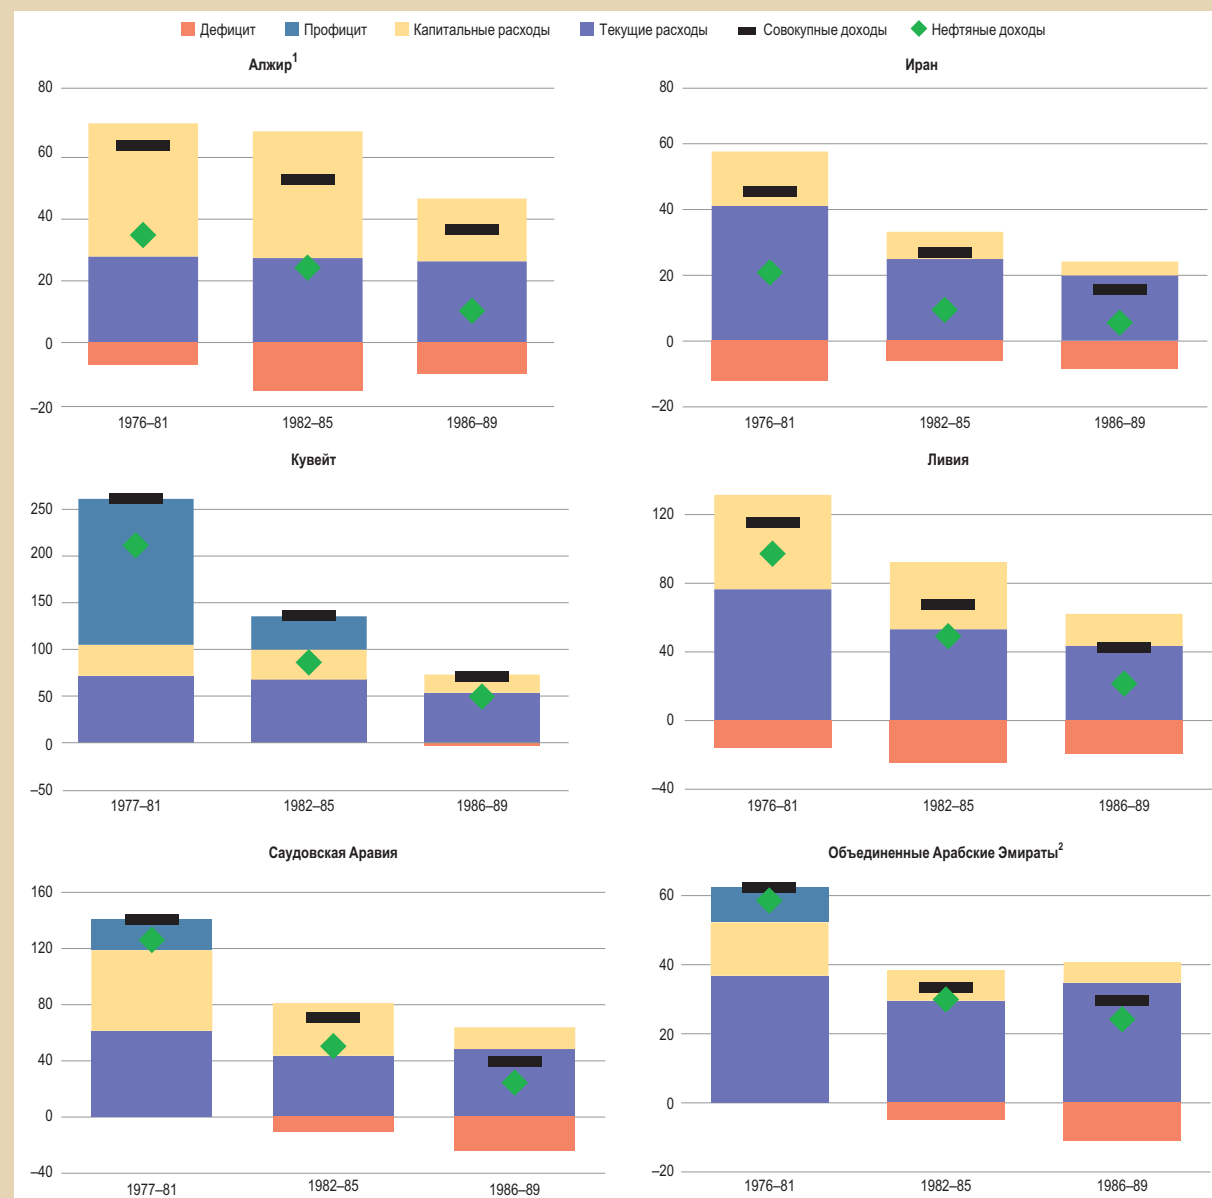 Дефицит Профицит Капитальные расходы Текущие расходы Совокупные доходы Нефтяные доходы
Алжир1
80
60
40
20
0
–20
1976–81 1982–85 1986–89
Иран
80
60
40
20
0
–20
1976–81 1982–85 1986–89
Кувейт
250
200
150
100
50
0
–50
1977–81 1982–85 1986–89
Ливия
120
80
40
0
–40
1976–81 1982–85 1986–89
Саудовская Аравия
160
120
80
40
0
–40
1977–81 1982–85 1986–89
Объединенные Арабские Эмираты2
60
40
20
0
–20
1976–81 1982–85 1986–89